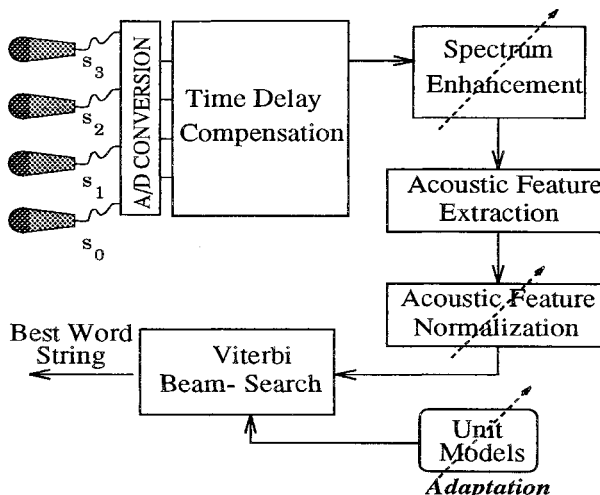 s3
s2
s1
s0
A/D CONVERSION
Time Delay
Compensation
Spectrum
Enhancement
Acoustic Feature
Extraction
Acoustic Feature
Normalization
Viterbi
Beam- Search
Best Word
String
Unit
Models
Adaptation